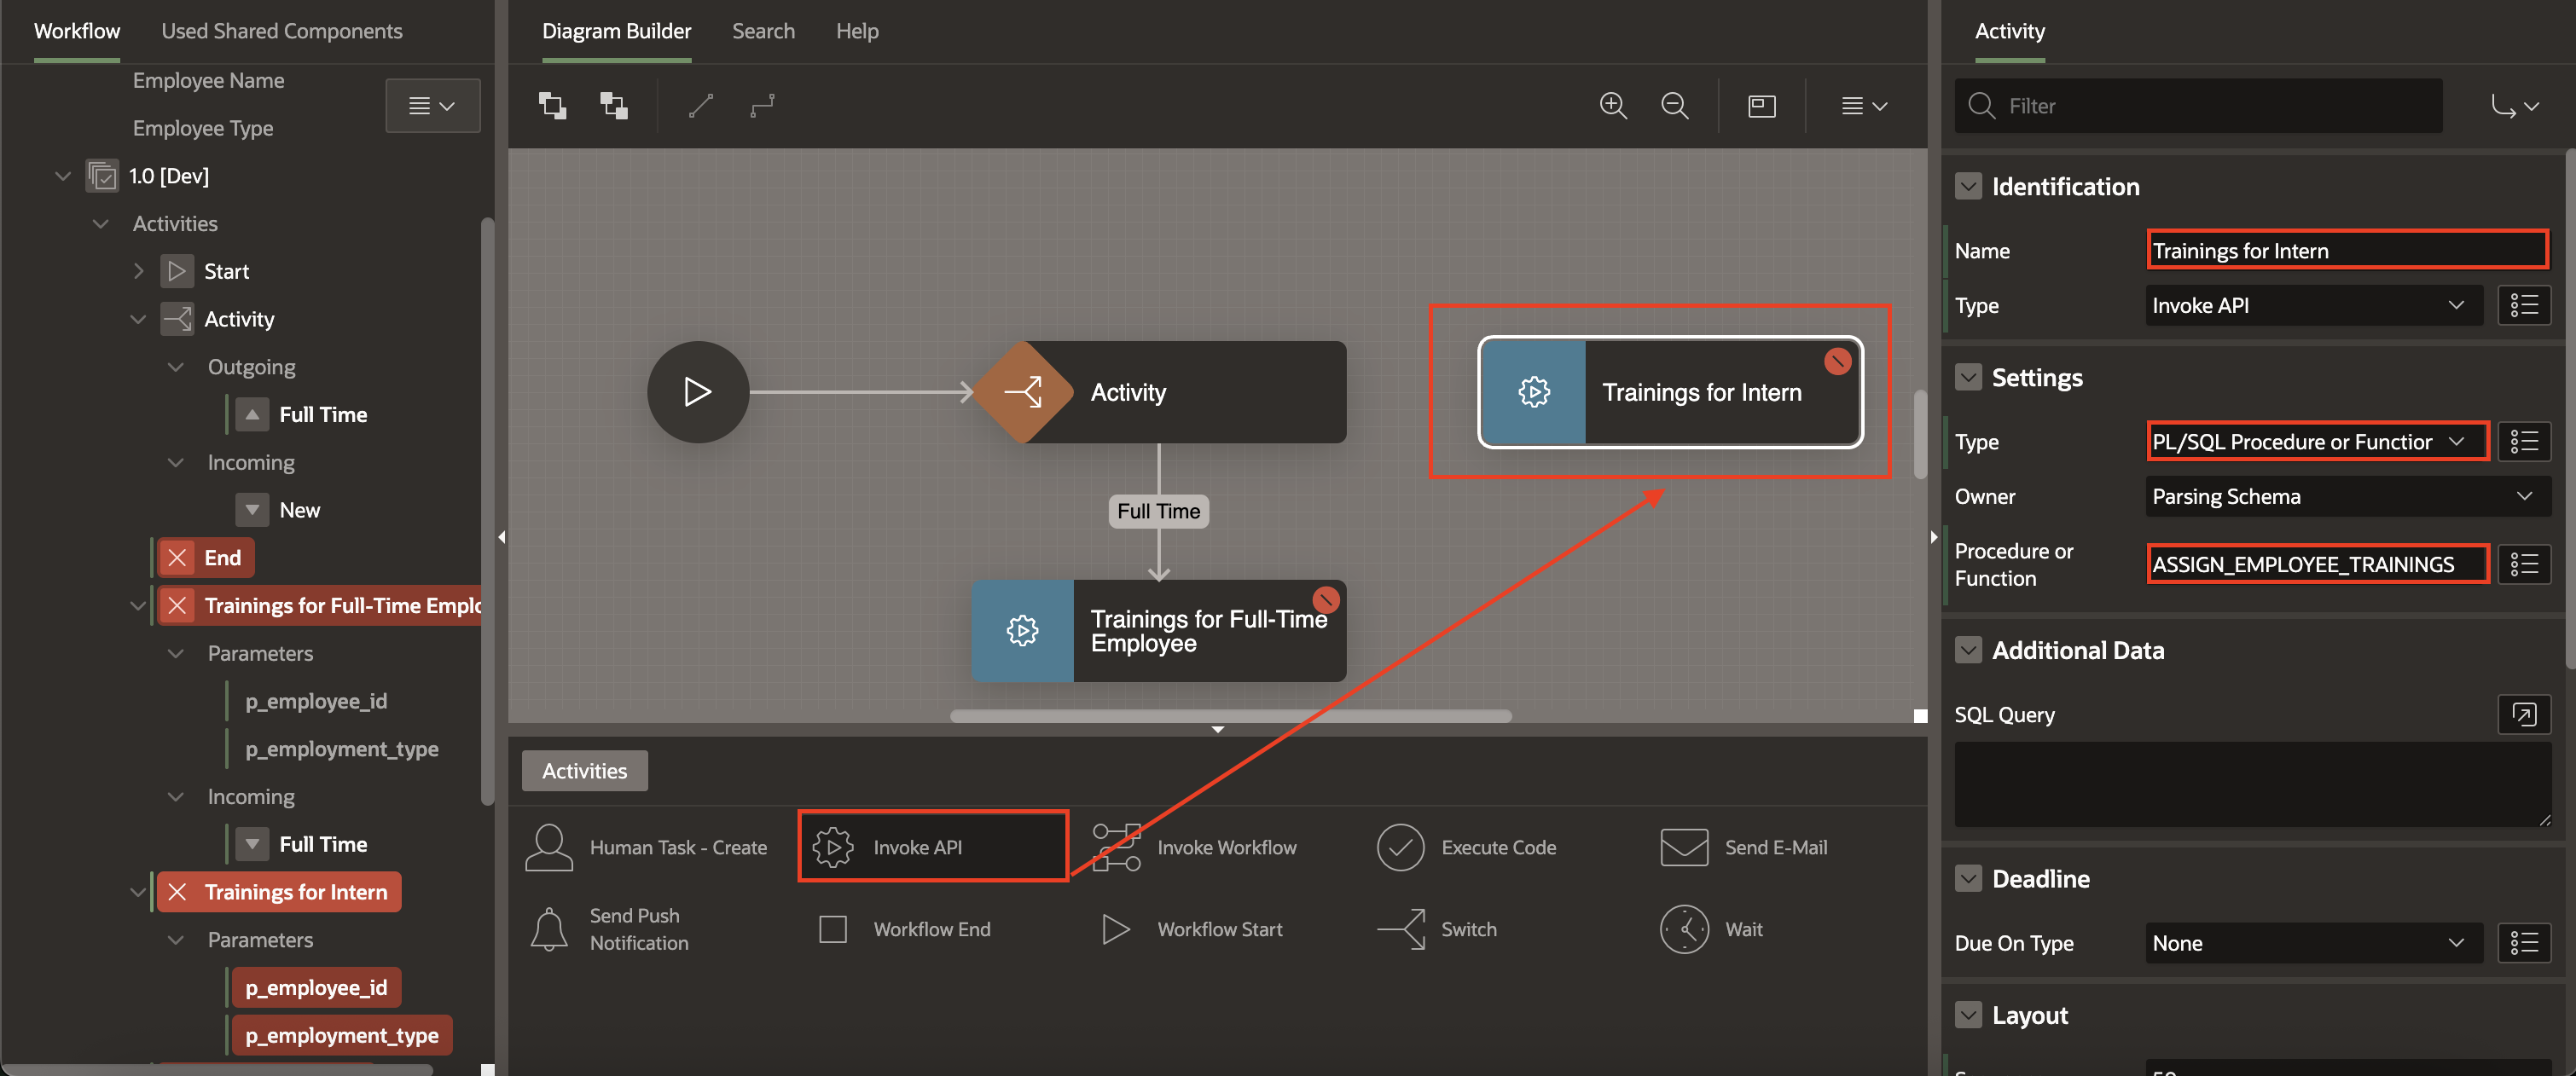 Workflow
Used Shared Components
Employee Name
Employee Type
1.0 [Dev]
Activities
Start
Activity
Outgoing
Full Time
Incoming
New
End
Trainings for Full-Time Emplo
Parameters
p_employee_id
p_employment_type
Incoming
Full Time
Trainings for Intern
Parameters
p_employee_id
p_employment_type
Diagram Builder
Search
Help
Activity
Trainings for Intern
Full Time
Trainings for Full-Time
Employee
Activities
Human Task - Create
Invoke API
Invoke Workflow
Execute Code
Send E-Mail
Send Push
Notification
Workflow End
Workflow Start
Switch
Wait
Activity
Filter
Identification
Name
Trainings for Intern
Type
Invoke API
Settings
Type
PL/SQL Procedure or Function
Owner
Parsing Schema
Procedure or
Function
ASSIGN_EMPLOYEE_TRAININGS
Additional Data
SQL Query
Deadline
Due On Type
None
Layout